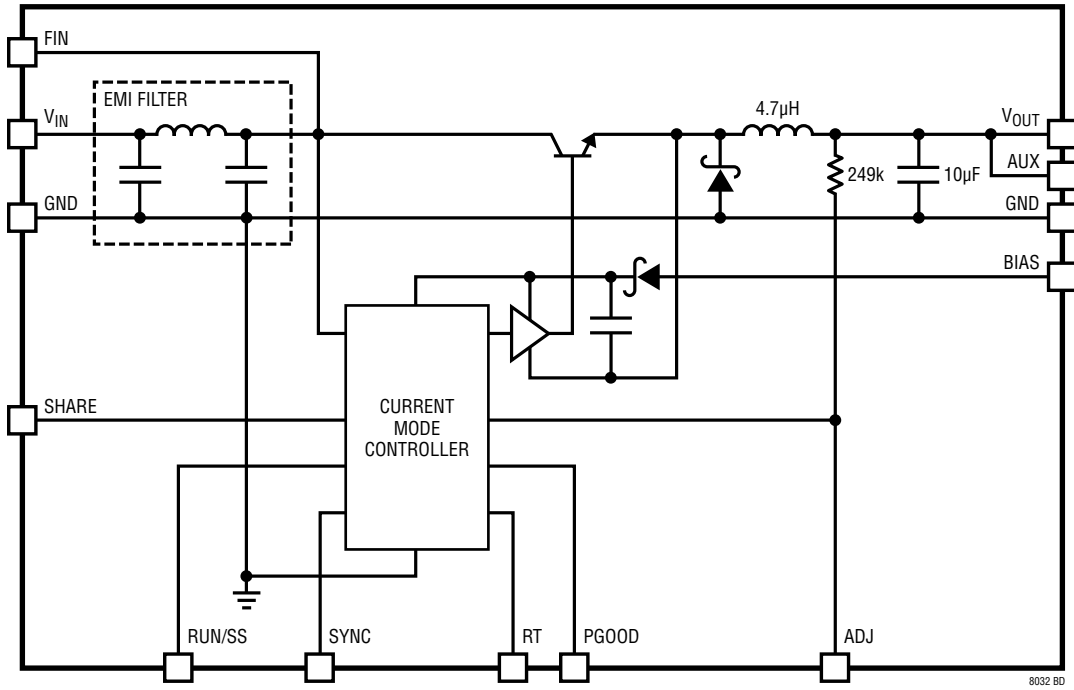 FIN
EMI FILTER
VIN
4.7µH
VOUT
AUX
249k
10µF
GND
GND
BIAS
SHARE
CURRENT
MODE
CONTROLLER
RUN/SS
SYNC
RT
PGOOD
ADJ
8032 BD